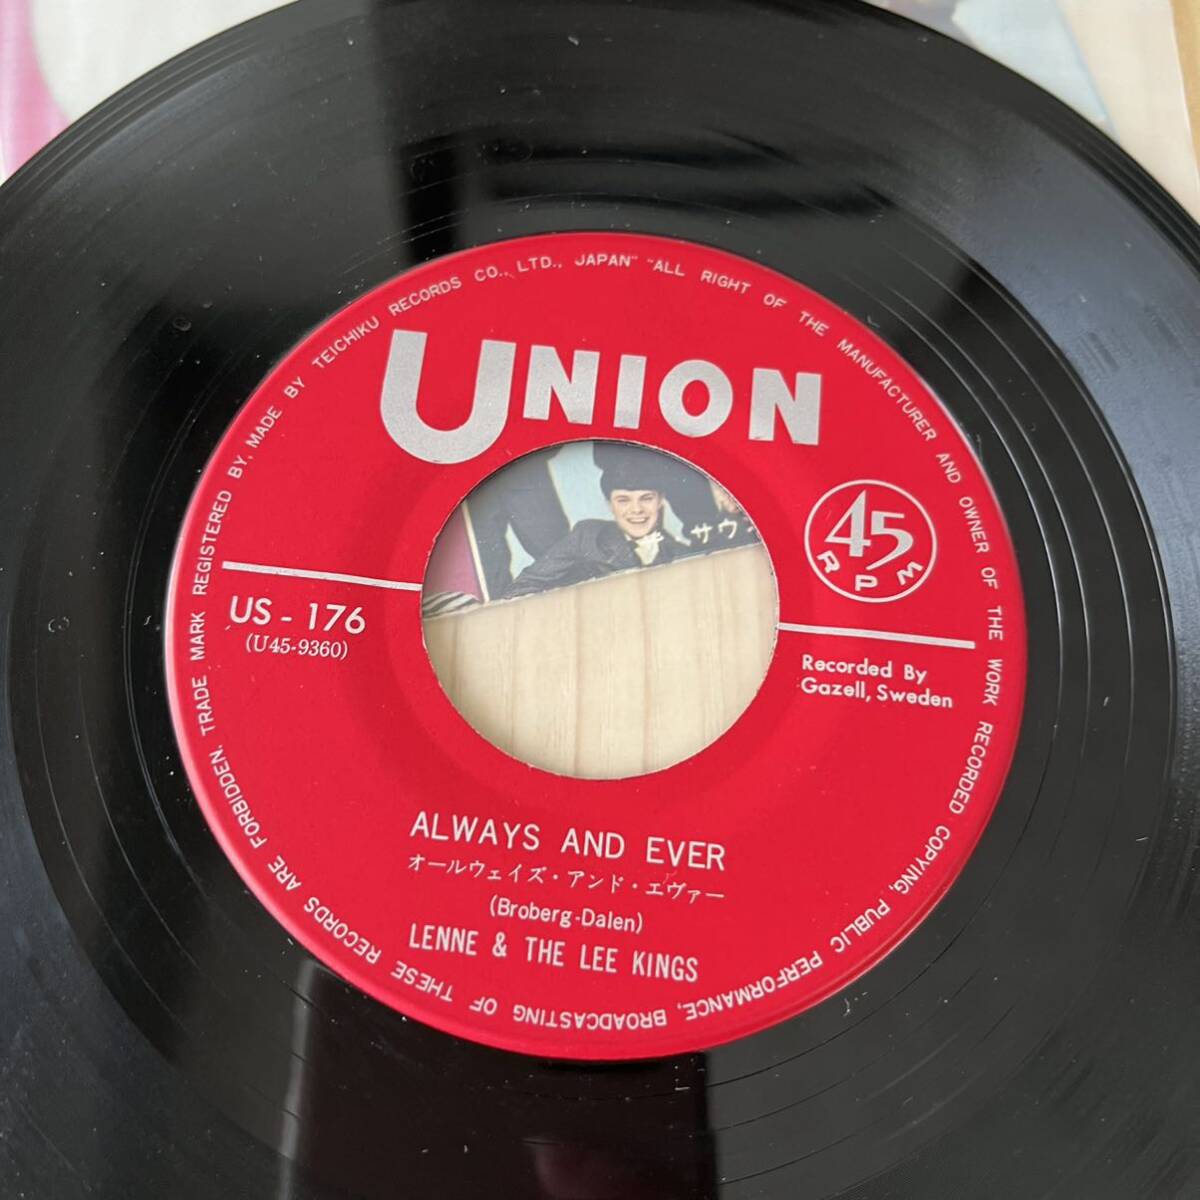 TRADE MARK REGISTERED BY. MADE BY TEICHIKU RECORDS CO., LTD., JAPAN" "ALL RIGHT OF THE MANUFACTURER AND OWNER OF THE WORK RECORDED COPYING, PUBLIC PERFORMANCE, BROADCASTING OF THESE RECORDS ARE FORBIDDEN.
UNION
45
RPM
サウ
US - 176
(U45-9360)
Recorded By
Gazell, Sweden
ALWAYS AND EVER
オールウェイズ・アンド・エヴァー
(Broberg-Dalen)
LENNE & THE LEE KINGS